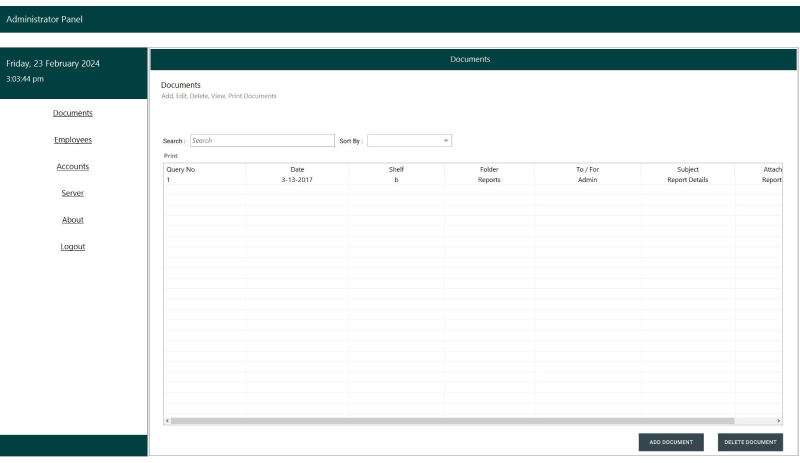 Administrator Panel
Friday, 23 February 2024
3:03:44 pm
Documents
Employees
Accounts
Server
About
Logout
Documents
Documents
Add, Edit, Delete, View, Print Documents
Search : Search Sort By :
Print
Query No Date Shelf Folder To / For Subject Attach
1 3-13-2017 b Reports Admin Report Details Report
ADD DOCUMENT DELETE DOCUMENT